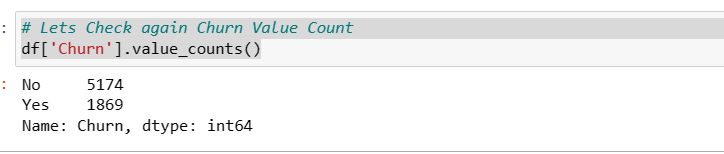 # Lets Check again Churn Value Count
df['Churn'].value_counts()
No     5174
Yes    1869
Name: Churn, dtype: int64